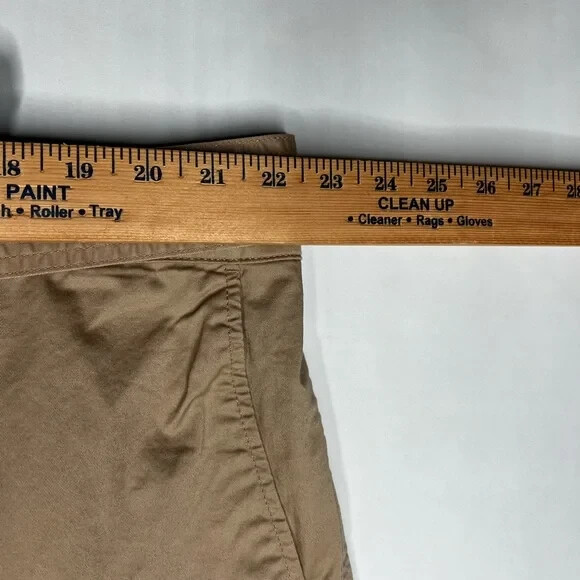 18 19 20 21 22 23 24 25 26 27 28
PAINT CLEAN UP
h • Roller • Tray • Cleaner • Rags • Gloves